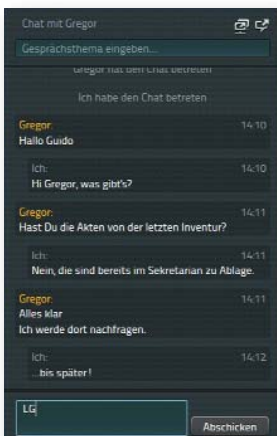 Chat mit Gregor
Gesprächsthema eingeben...
Gregor hat den Chat betreten
Ich habe den Chat betreten
Gregor: 14:10
Hallo Guido
Ich: 14:10
Hi Gregor, was gibt's?
Gregor: 14:11
Hast Du die Akten von der letzten Inventur?
Ich: 14:11
Nein, die sind bereits im Sekretarian zu Ablage.
Gregor: 14:11
Alles klar
Ich werde dort nachfragen.
Ich: 14:12
...bis später!
LG
Abschicken